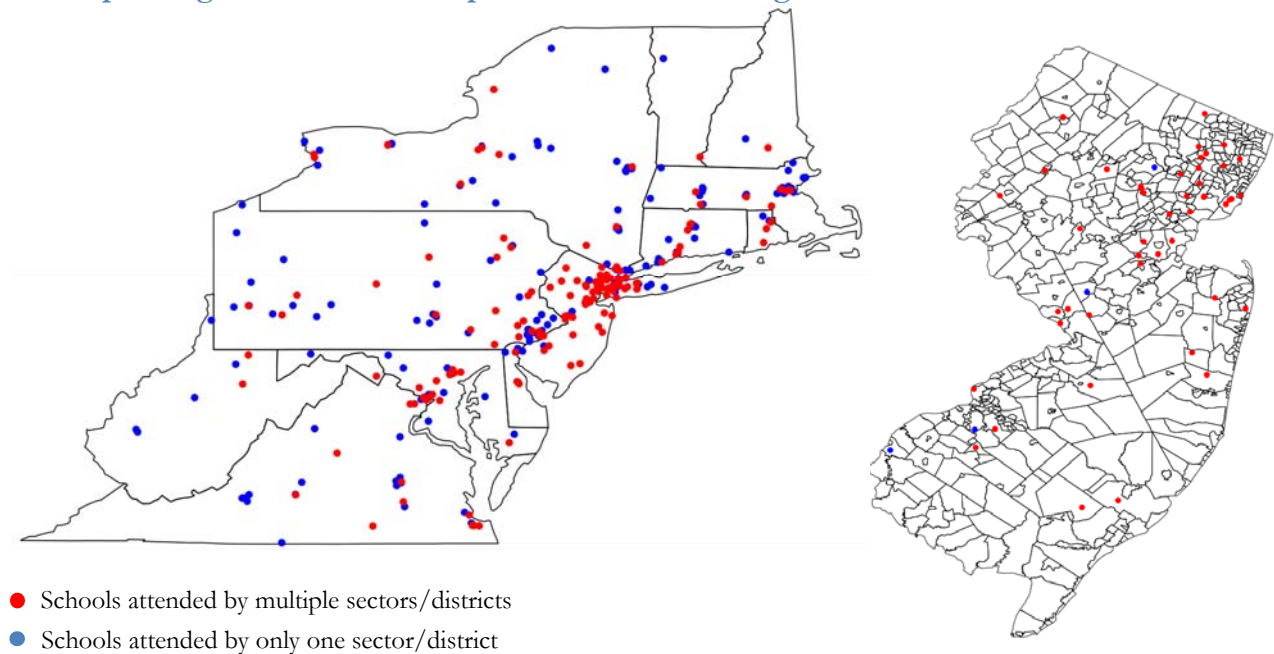 Schools attended by multiple sectors/districts
Schools attended by only one sector/district